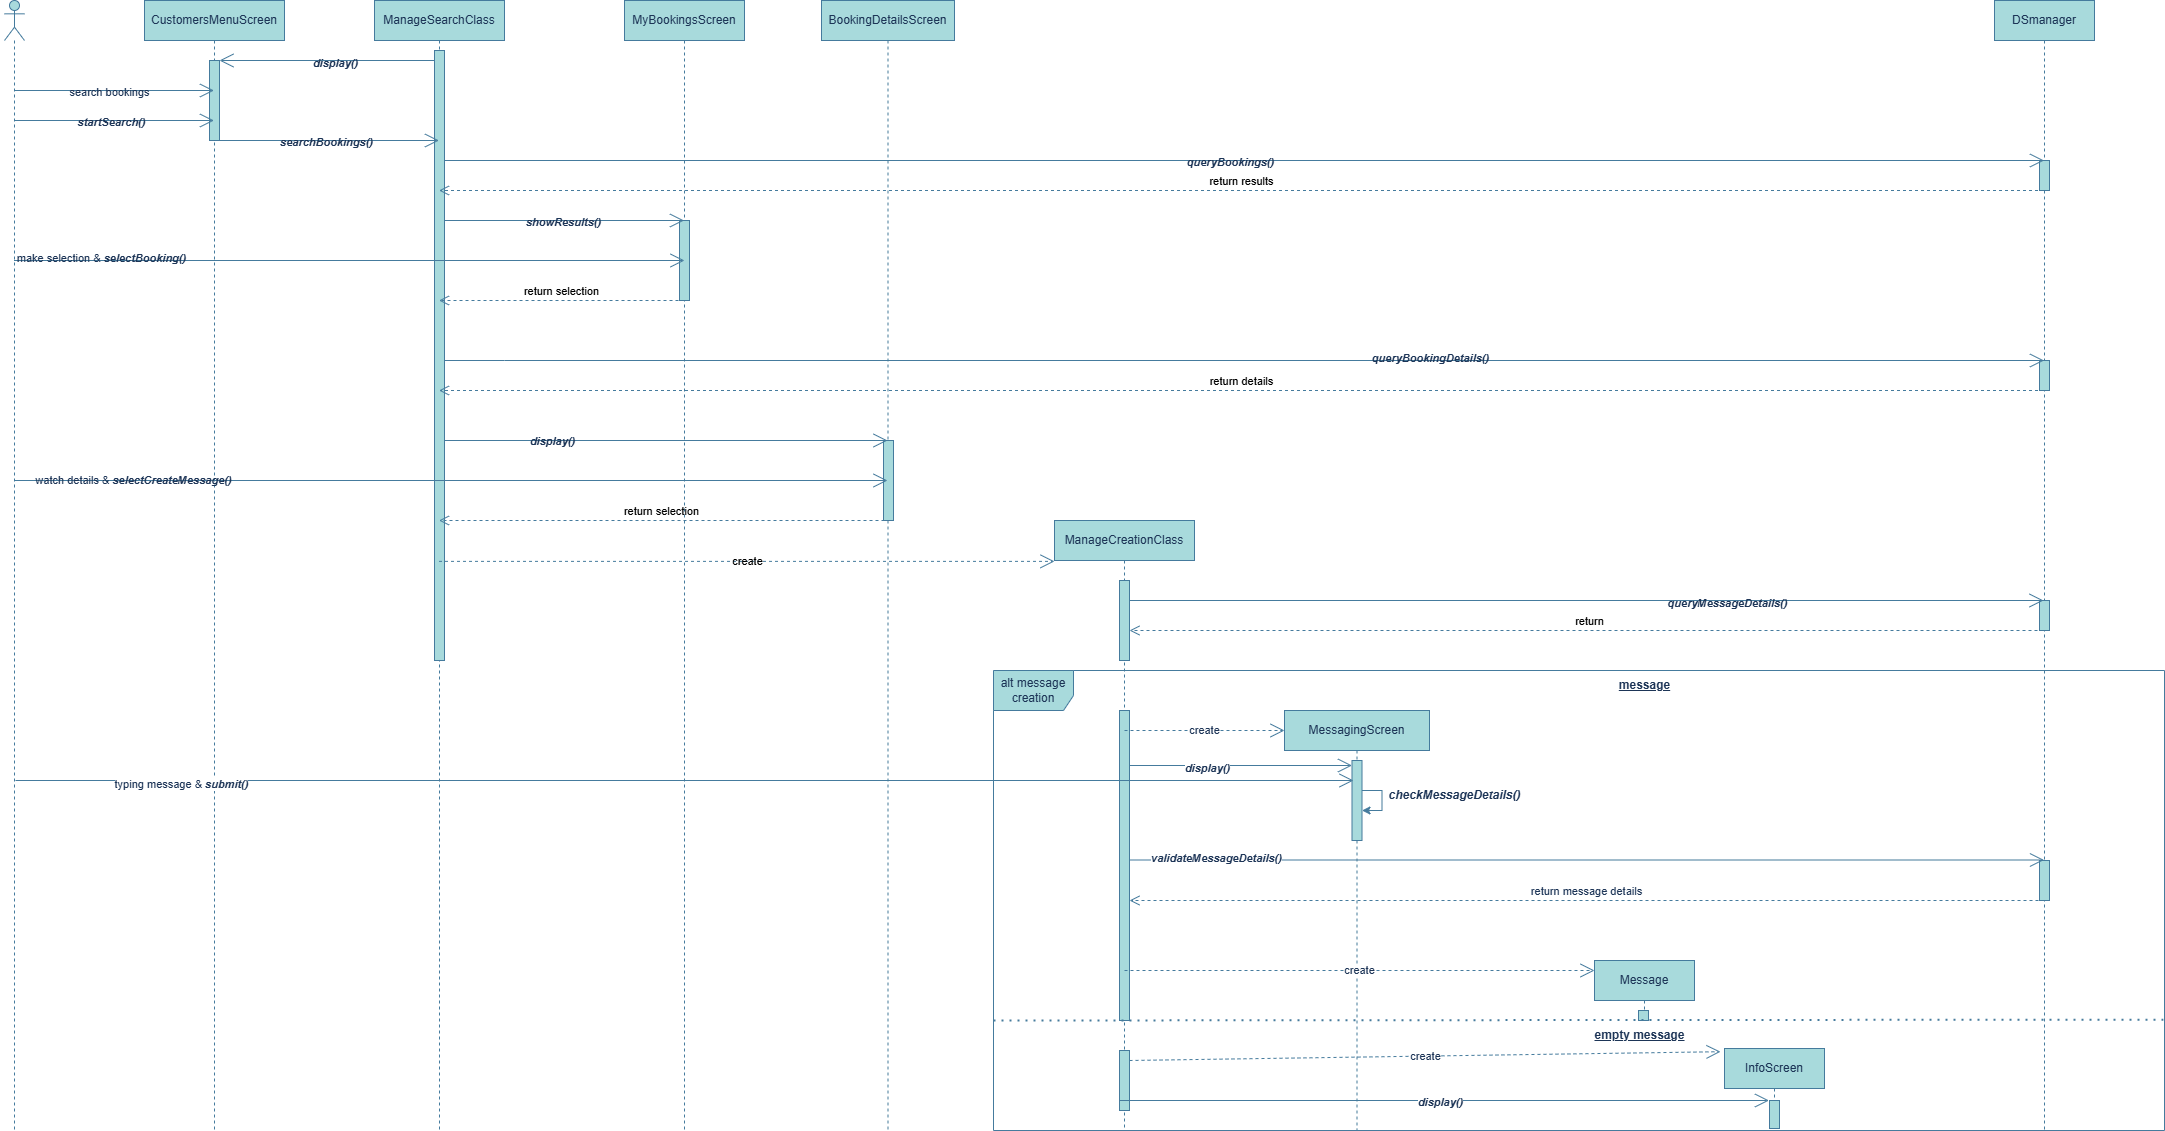 CustomersMenuScreen
ManageSearchClass
MyBookingsScreen
BookingDetailsScreen
DSmanager
display()
search bookings
startSearch()
searchBookings()
queryBookings()
return results
showResults()
make selection & selectBooking()
return selection
queryBookingDetails()
return details
display()
watch details & selectCreateMessage()
return selection
ManageCreationClass
create
queryMessageDetails()
return
alt message
creation
message
create
MessagingScreen
display()
typing message & submit()
checkMessageDetails()
validateMessageDetails()
return message details
create
Message
empty message
create
InfoScreen
display()